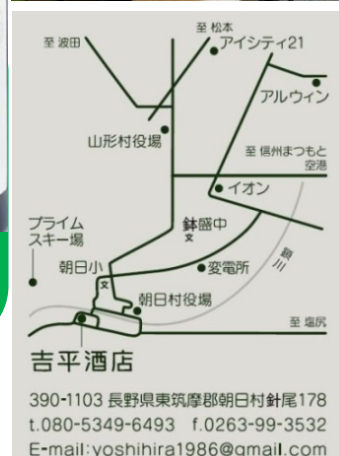 至 松本
至 波田
アイシティ21
アルウィン
山形村役場
至 信州まつもと
空港
イオン
プライム
スキー場
鉢盛中
文
鎖川
朝日小
文
変電所
朝日村役場
至 塩尻
吉平酒店
390-1103 長野県東筑摩郡朝日村針尾178
t.080-5349-6493 f.0263-99-3532
E-mail:yoshihira1986@gmail.com